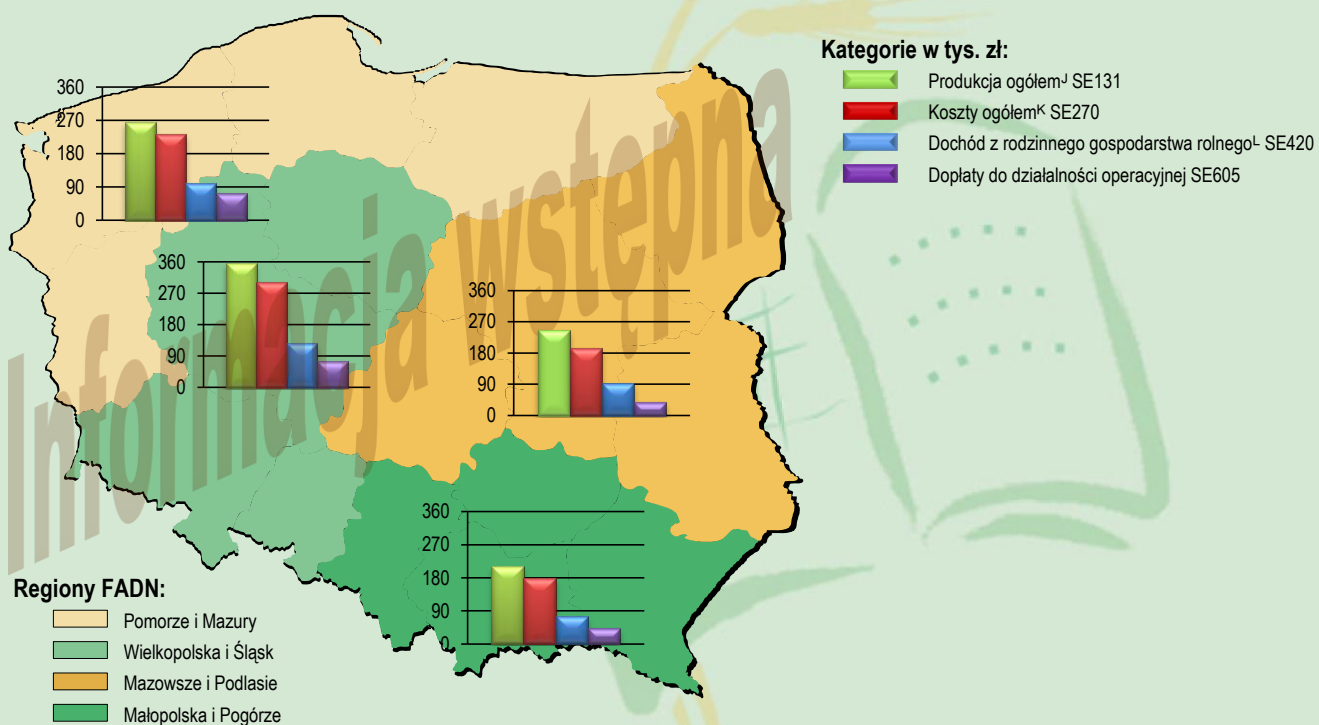 Kategorie w tys. zł:
Produkcja ogółemᴶ SE131
Koszty ogółemᴷ SE270
Dochód z rodzinnego gospodarstwa rolnegoᴸ SE420
Dopłaty do działalności operacyjnej SE605
360
270
180
90
0
360
270
180
90
0
360
270
180
90
0
360
270
180
90
0
Informacja wstępna
Regiony FADN:
Pomorze i Mazury
Wielkopolska i Śląsk
Mazowsze i Podlasie
Małopolska i Pogórze